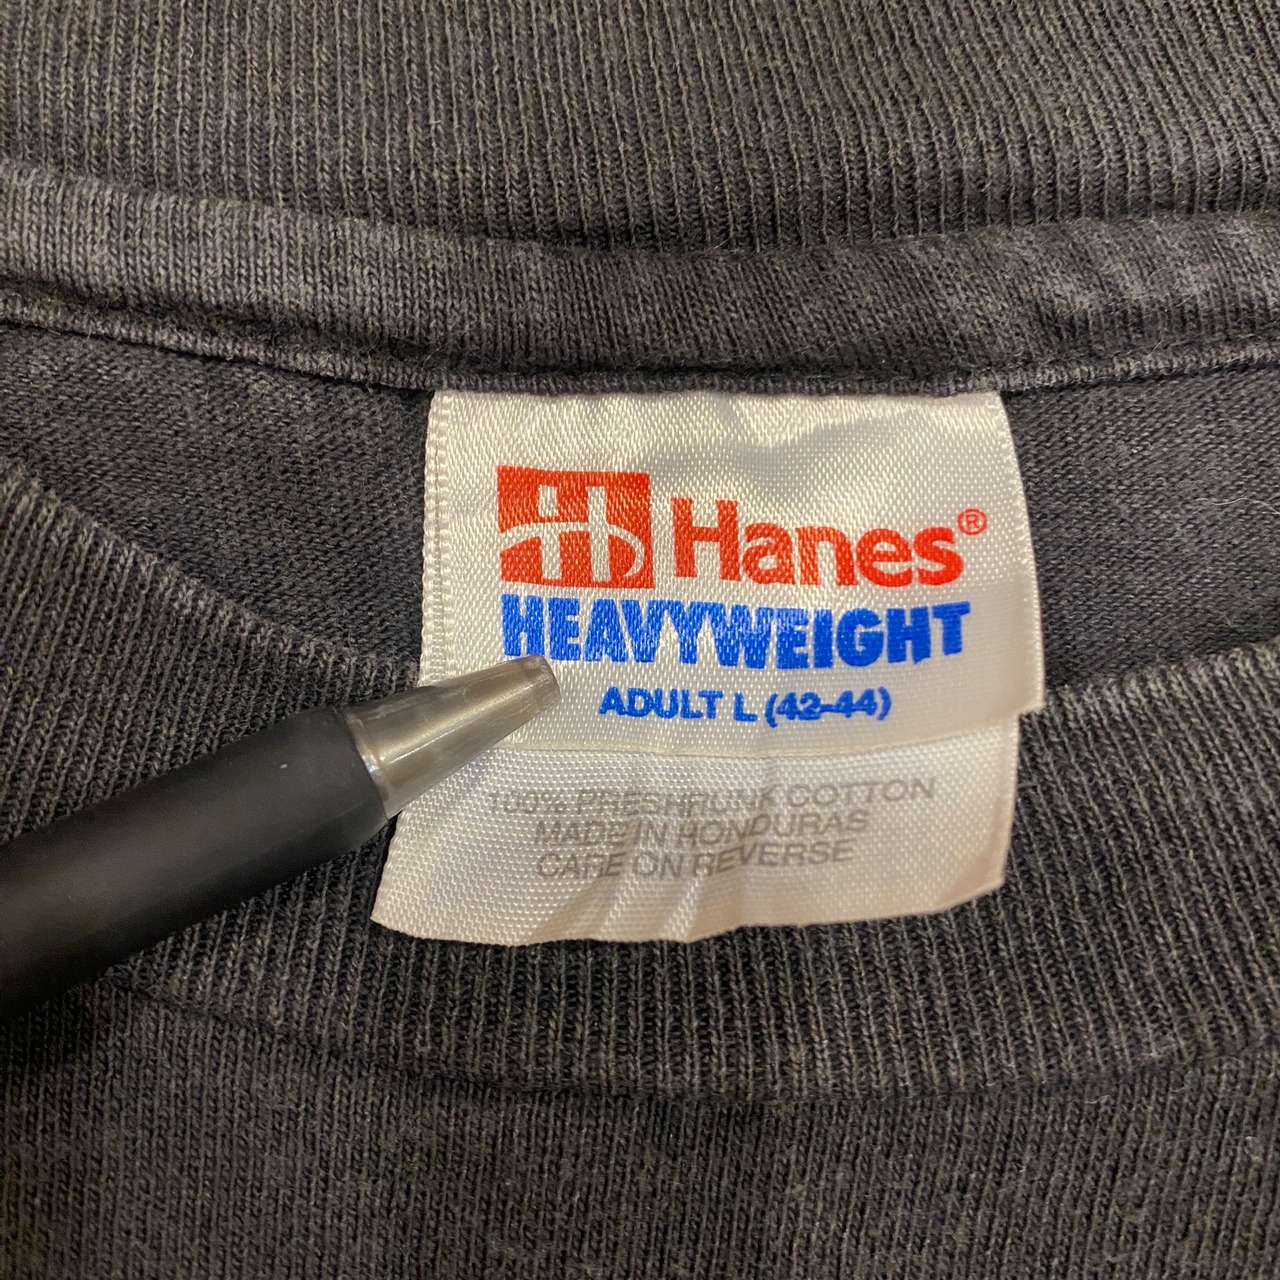 Hanes®
HEAVYWEIGHT
ADULT L (42-44)
100% PRESHRUNK COTTON
MADE IN HONDURAS
CARE ON REVERSE